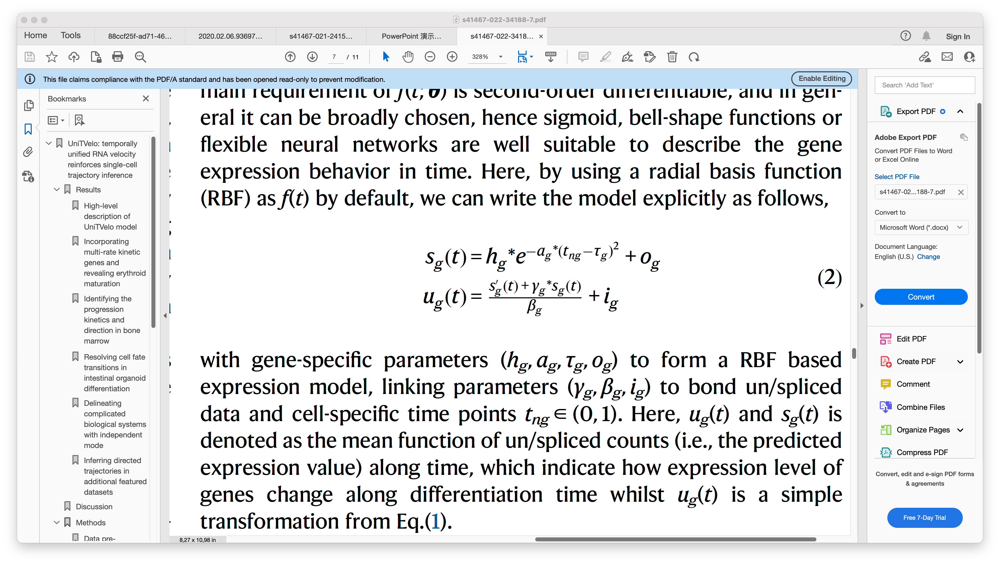 s41467-022-34188-7.pdf
Home Tools 88ccf25f-ad71-46... 2020.02.06.93697... s41467-021-2415... PowerPoint 演示... s41467-022-3418... × Sign In
7 / 11 328%
This file claims compliance with the PDF/A standard and has been opened read-only to prevent modification. Enable Editing
Bookmarks
UniTVelo: temporally
unified RNA velocity
reinforces single-cell
trajectory inference
Results
High-level
description of
UniTVelo model
Incorporating
multi-rate kinetic
genes and
revealing erythroid
maturation
Identifying the
progression
kinetics and
direction in bone
marrow
Resolving cell fate
transitions in
intestinal organoid
differentiation
Delineating
complicated
biological systems
with independent
mode
Inferring directed
trajectories in
additional featured
datasets
Discussion
Methods
Data pre-
main requirement of f(t; θ) is second-order differentiable, and in gen-
eral it can be broadly chosen, hence sigmoid, bell-shape functions or
flexible neural networks are well suitable to describe the gene
expression behavior in time. Here, by using a radial basis function
(RBF) as f(t) by default, we can write the model explicitly as follows,
s_g(t) = h_g*e^{−a_g*(t_{ng}−τ_g)^2} + o_g
u_g(t) = \frac{s′_g(t) + γ_g*s_g(t)}{β_g} + i_g
(2)
with gene-specific parameters (h_g, a_g, τ_g, o_g) to form a RBF based
expression model, linking parameters (γ_g, β_g, i_g) to bond un/spliced
data and cell-specific time points t_{ng} ∈ (0, 1). Here, u_g(t) and s_g(t) is
denoted as the mean function of un/spliced counts (i.e., the predicted
expression value) along time, which indicate how expression level of
genes change along differentiation time whilst u_g(t) is a simple
transformation from Eq.(1).
8,27 x 10,98 in
Search 'Add Text'
Export PDF
Adobe Export PDF
Convert PDF Files to Word
or Excel Online
Select PDF File
s41467-02...188-7.pdf
Convert to
Microsoft Word (*.docx)
Document Language:
English (U.S.) Change
Convert
Edit PDF
Create PDF
Comment
Combine Files
Organize Pages
Compress PDF
Convert, edit and e-sign PDF forms
& agreements
Free 7-Day Trial